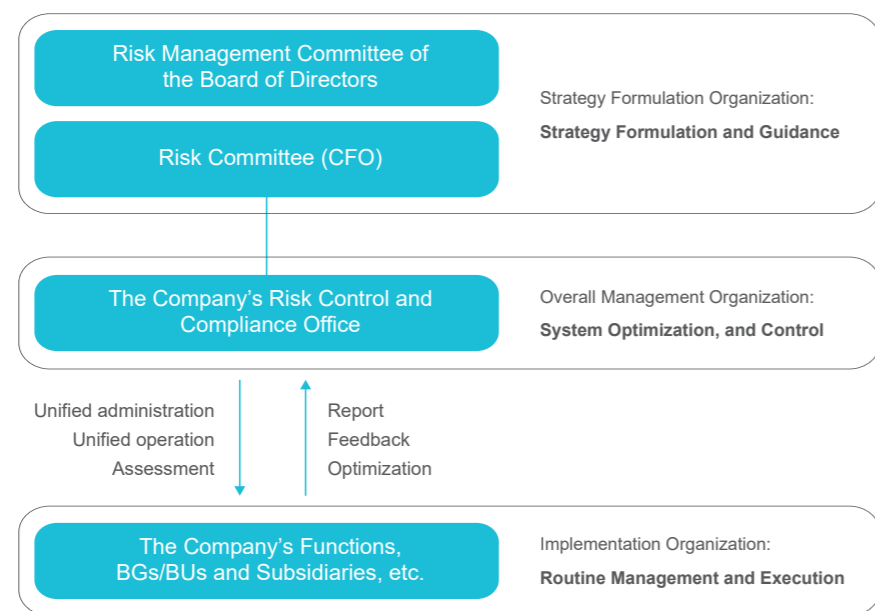 Risk Management Committee of
the Board of Directors
Strategy Formulation Organization:
Strategy Formulation and Guidance
Risk Committee (CFO)
The Company's Risk Control and
Compliance Office
Overall Management Organization:
System Optimization, and Control
Unified administration
Unified operation
Assessment
Report
Feedback
Optimization
The Company's Functions,
BGs/BUs and Subsidiaries, etc.
Implementation Organization:
Routine Management and Execution